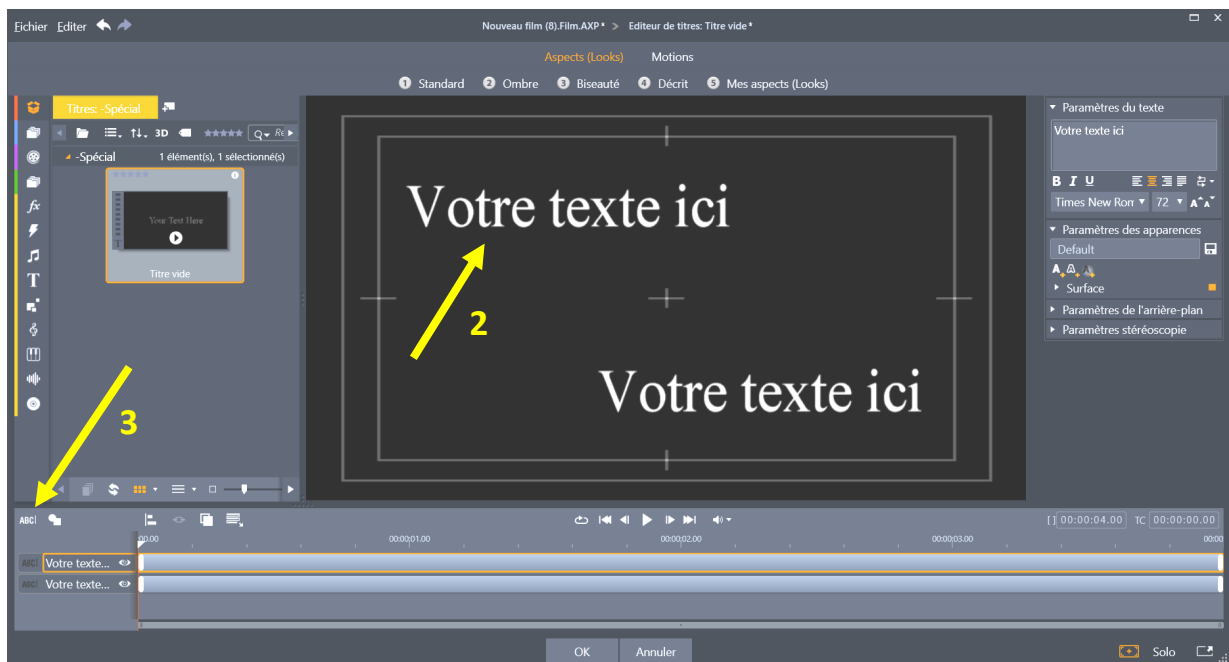 Fichier Editer
Nouveau film (8).Film.AXP * > Editeur de titres: Titre vide *
Aspects (Looks) Motions
1 Standard 2 Ombre 3 Biseauté 4 Décrit 5 Mes aspects (Looks)
Titres: -Spécial
3D
-Spécial 1 élément(s), 1 sélectionné(s)
Your Text Here
Titre vide
fx
T
Votre texte ici
2
Votre texte ici
3
Paramètres du texte
Votre texte ici
B I U
Times New Ron 72
Paramètres des apparences
Default
Surface
Paramètres de l'arrière-plan
Paramètres stéréoscopie
ABC
[ ] 00:00:04.00 TC 00:00:00.00
00.00 00:00:01.00 00:00:02.00 00:00:03.00 00:00
ABC Votre texte...
ABC Votre texte...
OK Annuler
Solo